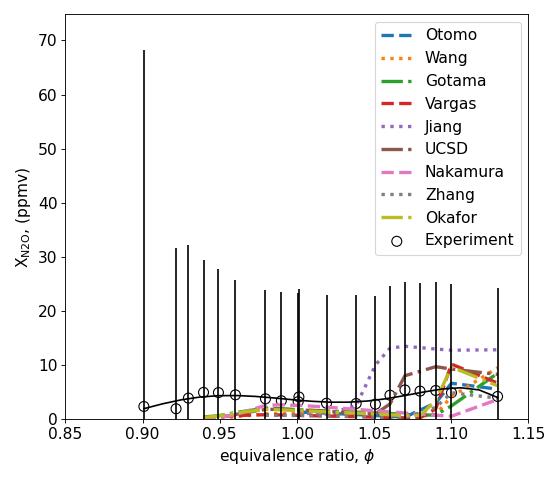 70
60
50
40
30
20
10
0
X_N2O, (ppmv)
0.85 0.90 0.95 1.00 1.05 1.10 1.15
equivalence ratio, ϕ
Otomo
Wang
Gotama
Vargas
Jiang
UCSD
Nakamura
Zhang
Okafor
Experiment